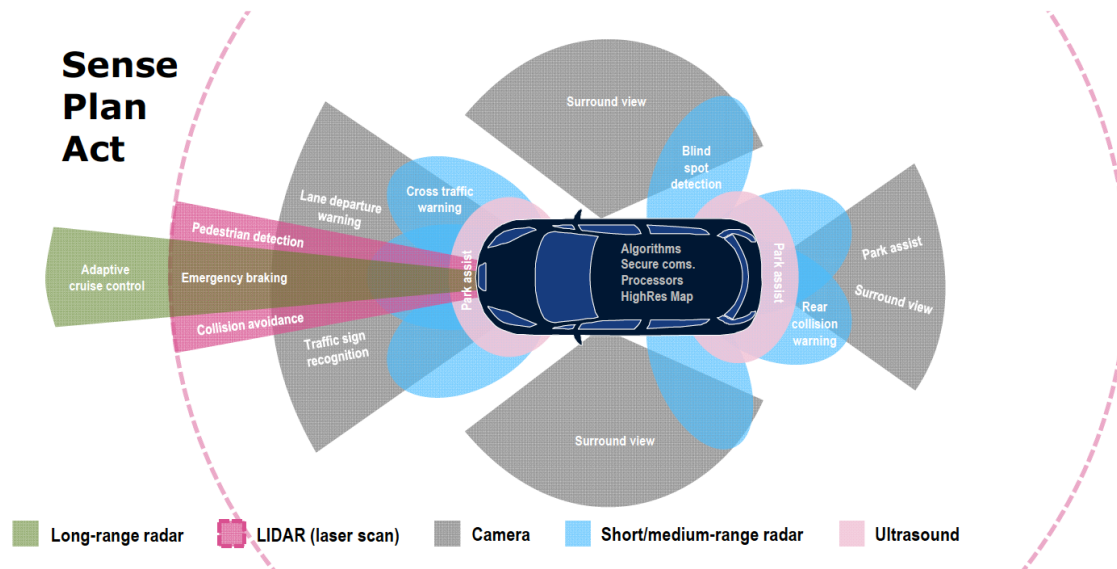 Sense
Plan
Act
Surround view
Blind
spot
detection
Lane departure
warning
Cross traffic
warning
Pedestrian detection
Adaptive
cruise control
Emergency braking
Collision avoidance
Traffic sign
recognition
Park assist
Algorithms
Secure coms.
Processors
HighRes Map
Park assist
Park assist
Surround view
Rear
collision
warning
Surround view
Long-range radar
LIDAR (laser scan)
Camera
Short/medium-range radar
Ultrasound